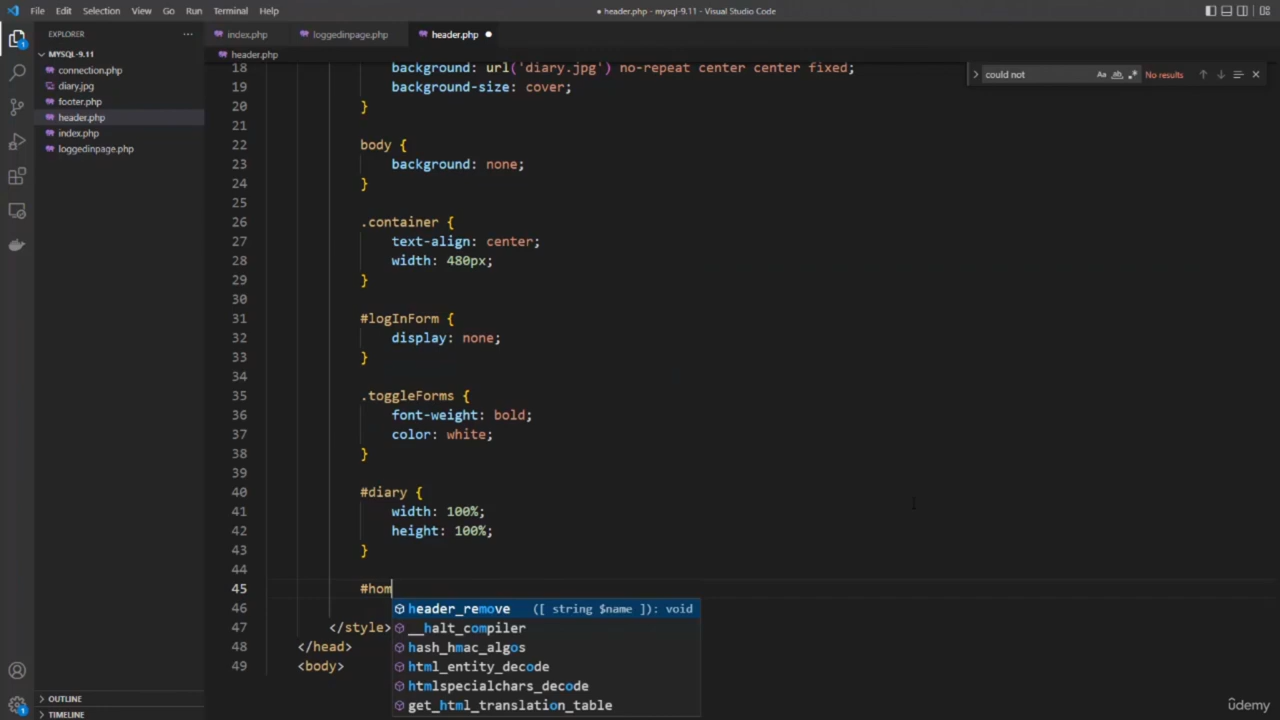 File Edit Selection View Go Run Terminal Help
● header.php - mysql-9.11 - Visual Studio Code
EXPLORER
index.php
loggedinpage.php
header.php
MYSQL-9.11
connection.php
diary.jpg
footer.php
header.php
index.php
loggedinpage.php
header.php
could not
Aa
ab
No results
18 background: url('diary.jpg') no-repeat center center fixed;
19 background-size: cover;
20 }
21
22 body {
23 background: none;
24 }
25
26 .container {
27 text-align: center;
28 width: 480px;
29 }
30
31 #logInForm {
32 display: none;
33 }
34
35 .toggleForms {
36 font-weight: bold;
37 color: white;
38 }
39
40 #diary {
41 width: 100%;
42 height: 100%;
43 }
44
45 #hom
46
header_remove ([ string $name ]): void
47 </style>
__halt_compiler
48 </head>
hash_hmac_algos
49 <body>
html_entity_decode
htmlspecialchars_decode
get_html_translation_table
OUTLINE
TIMELINE
1
1
udemy